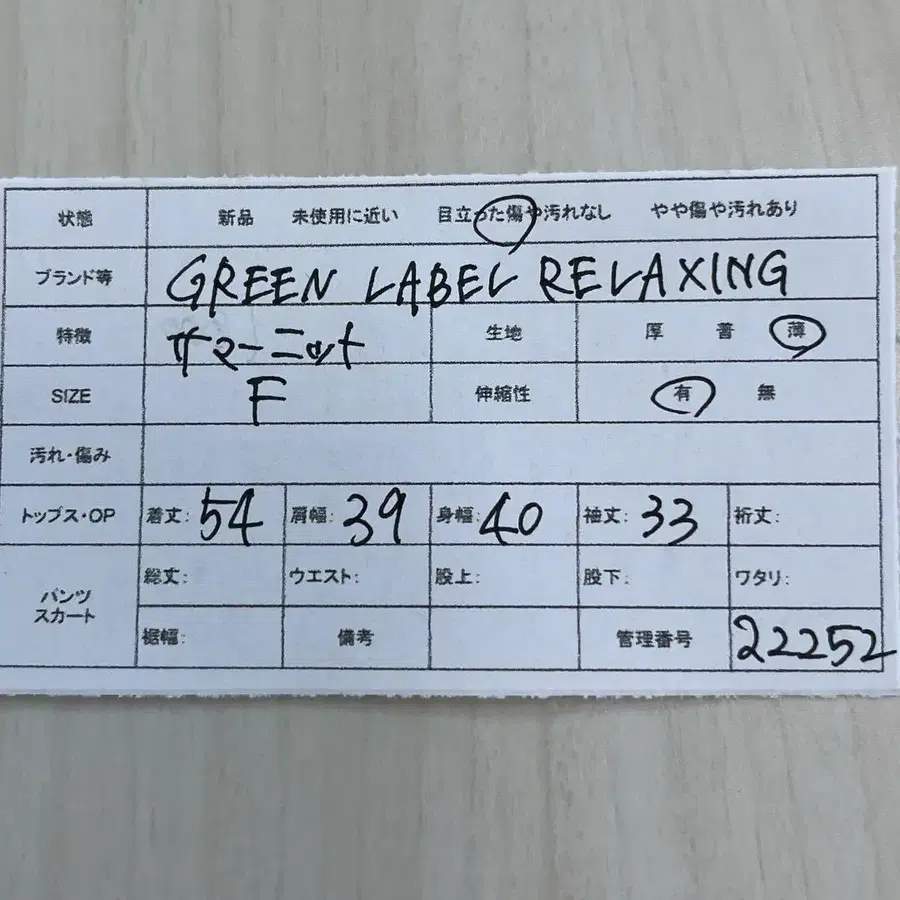 状態 新品 未使用に近い 目立った傷や汚れなし やや傷や汚れあり
ブランド等 GREEN LABEL RELAXING
特徴 サマーニット 生地 厚 普 薄
SIZE F 伸縮性 有 無
汚れ・傷み
トップス・OP 着丈: 54 肩幅: 39 身幅: 40 袖丈: 33 裄丈:
パンツ
スカート
総丈: ウエスト: 股上: 股下: ワタリ:
裾幅: 備考 管理番号 22252